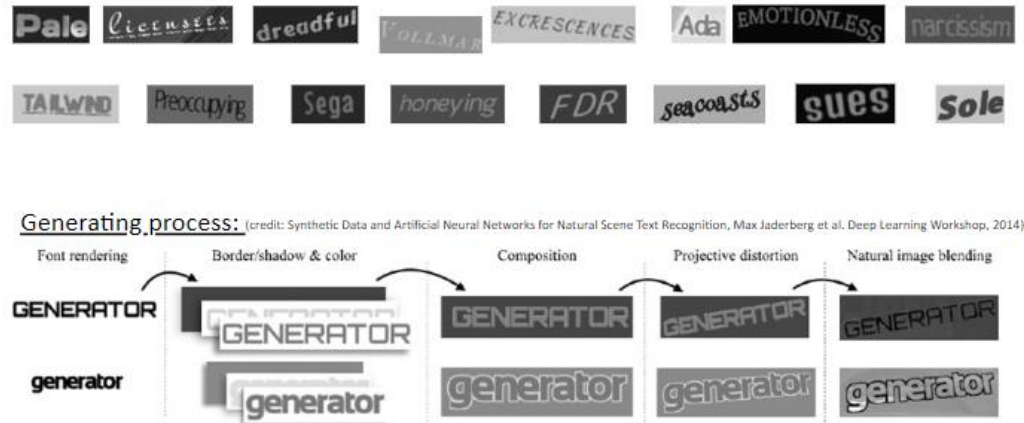 Pale Licensees dreadful VOLLMAR EXCRESCENCES Ada EMOTIONLESS narcissism
TAILWIND Preoccupying Sega honeying FDR seacoasts sues Sole
Generating process: (credit: Synthetic Data and Artificial Neural Networks for Natural Scene Text Recognition, Max Jaderberg et al. Deep Learning Workshop, 2014)
Font rendering Border/shadow & color Composition Projective distortion Natural image blending
GENERATOR GENERATOR GENERATOR GENERATOR GENERATOR
generator generator generator generator generator